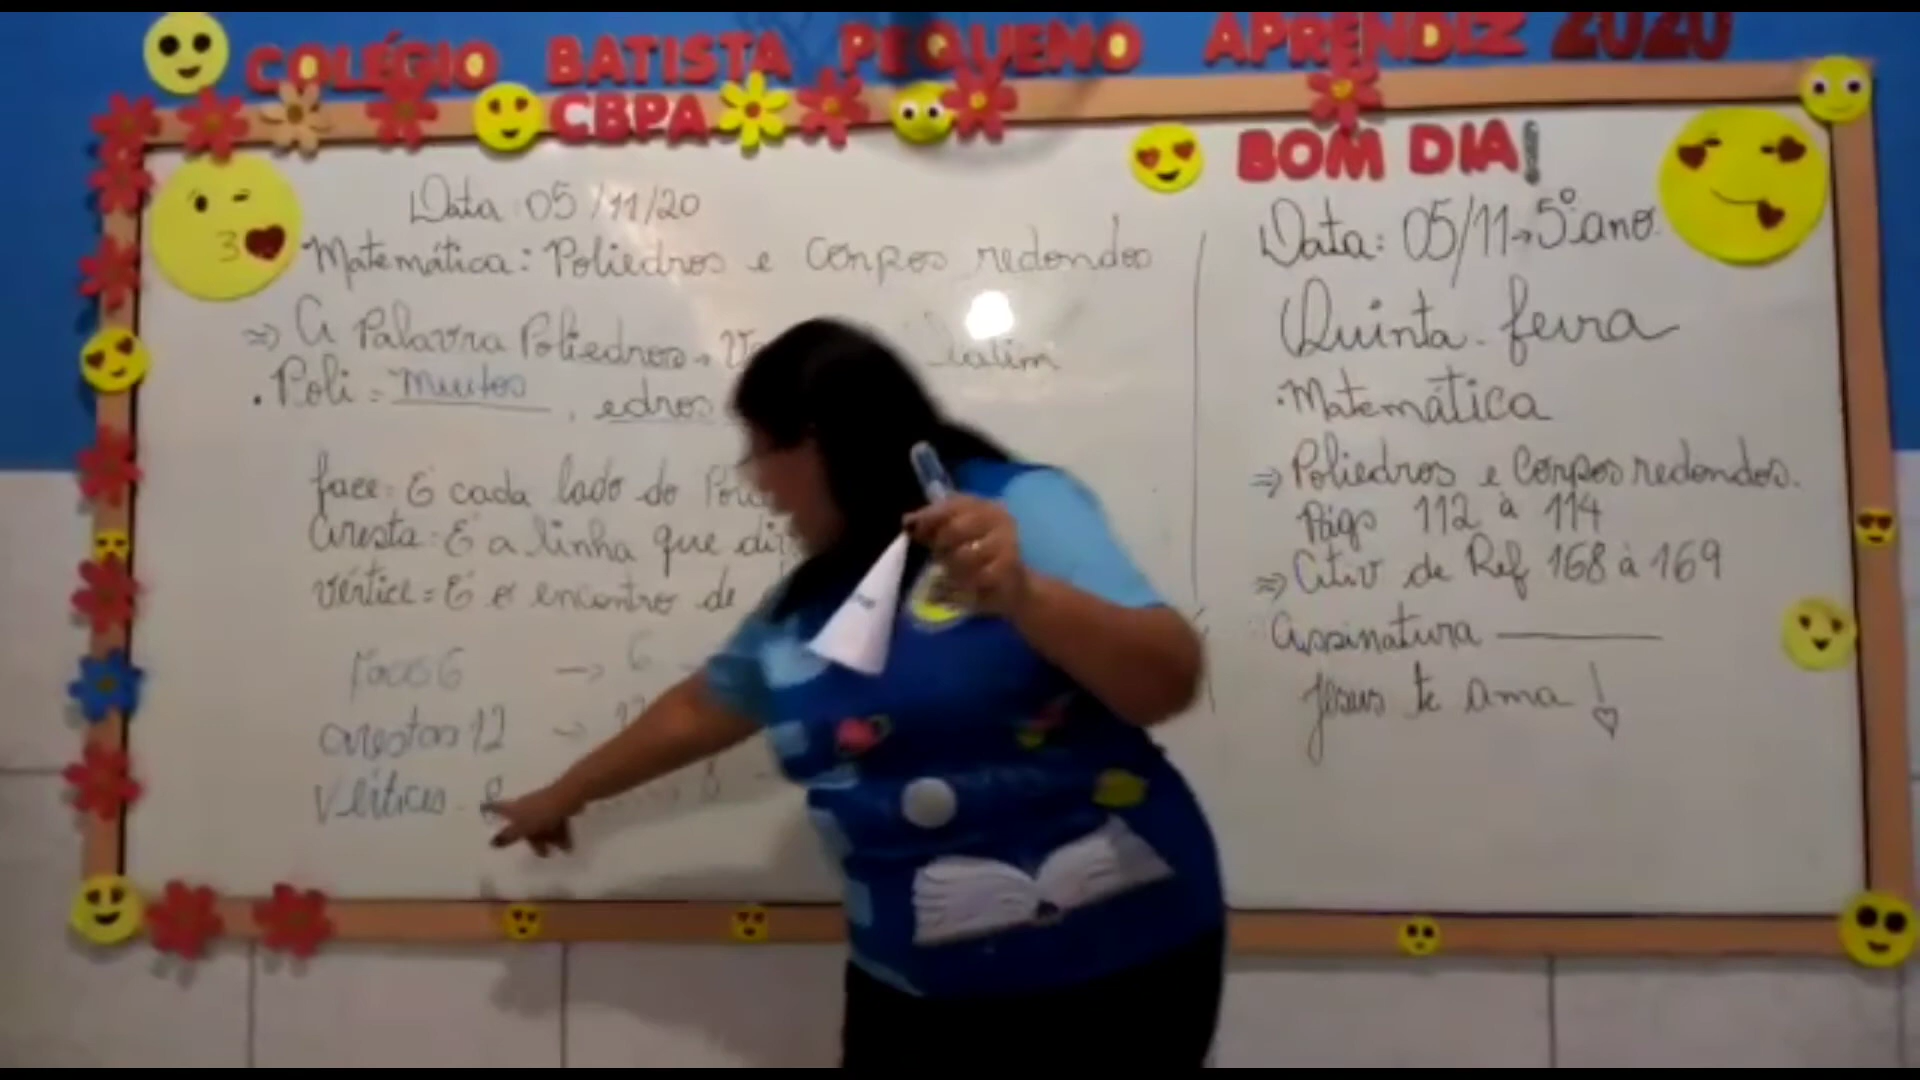 COLÉGIO BATISTA PEQUENO APRENDIZ 2020
CBPA
BOM DIA!
Data: 05/11/20
Matemática: Poliedros e Corpos redondos
⇒ A Palavra Poliedros → latim
• Poli = muitos, edros
face: É cada lado do
Aresta: É a linha que
vértice = É o encontro de
faces 6 → 6
arestas 12 → 12
Vértices - 8 8
Data: 05/11 → 5º ano.
Quinta-feira
• Matemática
⇒ Poliedros e Corpos redondos.
Págs 112 à 114
⇒ Ativ de Ref 168 à 169
Assinatura
Jesus te ama!